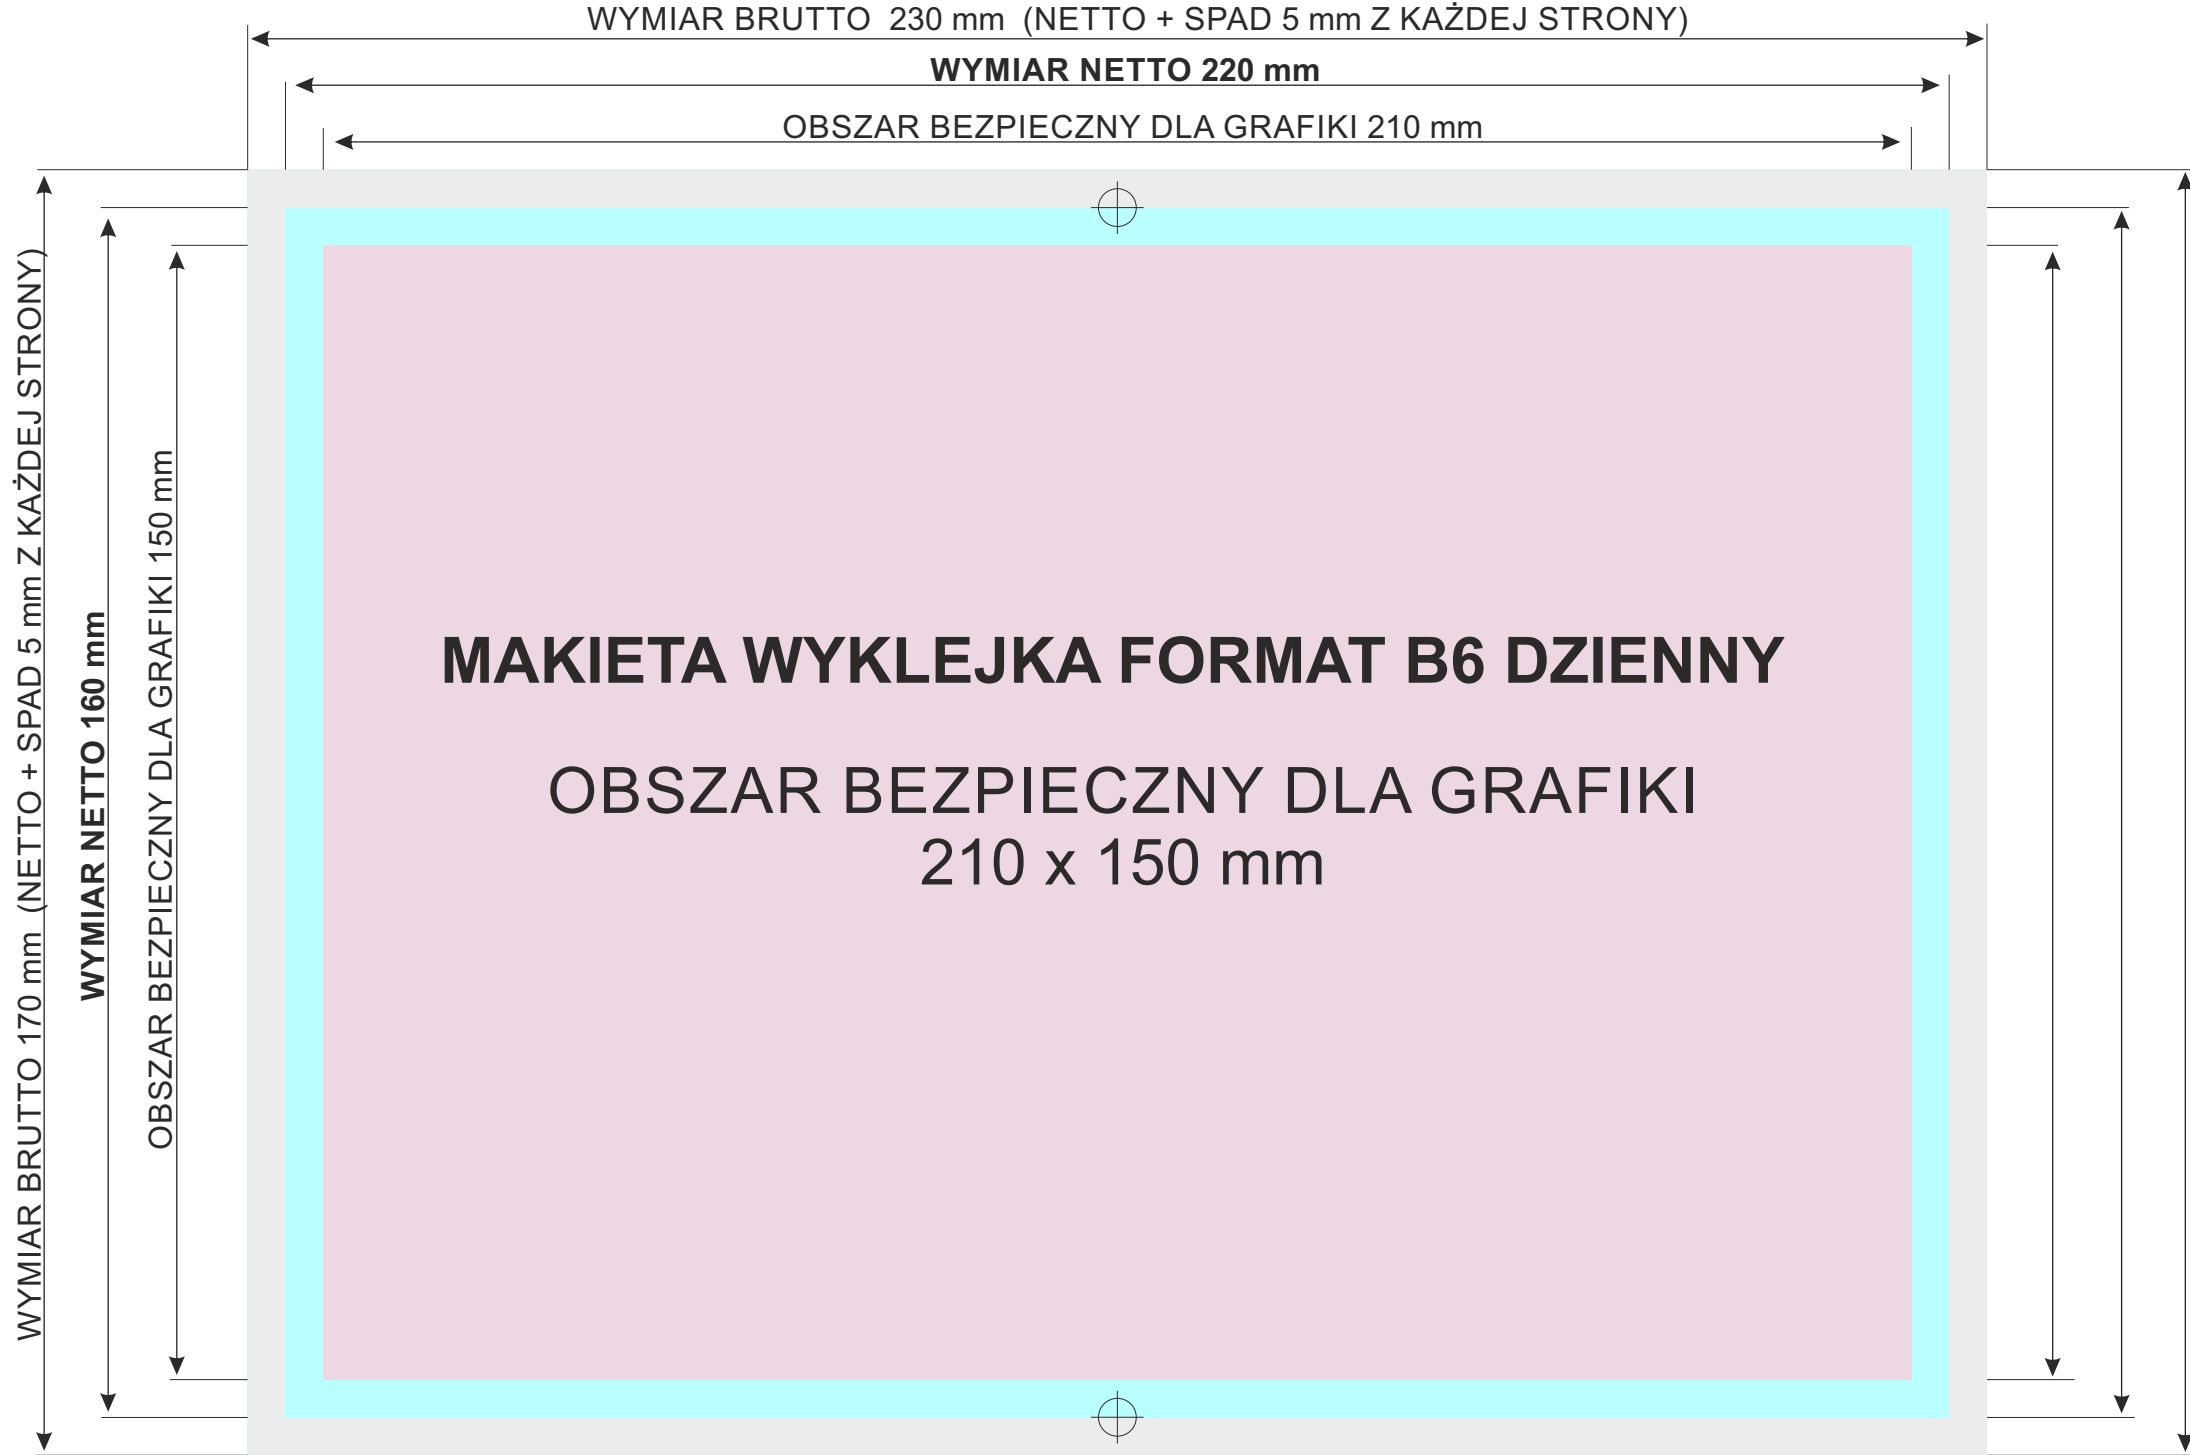 WYMIAR BRUTTO  230 mm  (NETTO + SPAD 5 mm Z KAŻDEJ STRONY)
WYMIAR NETTO 220 mm
OBSZAR BEZPIECZNY DLA GRAFIKI 210 mm
WYMIAR BRUTTO 170 mm  (NETTO + SPAD 5 mm Z KAŻDEJ STRONY)
WYMIAR NETTO 160 mm
OBSZAR BEZPIECZNY DLA GRAFIKI 150 mm
MAKIETA WYKLEJKA FORMAT B6 DZIENNY
OBSZAR BEZPIECZNY DLA GRAFIKI
210 x 150 mm